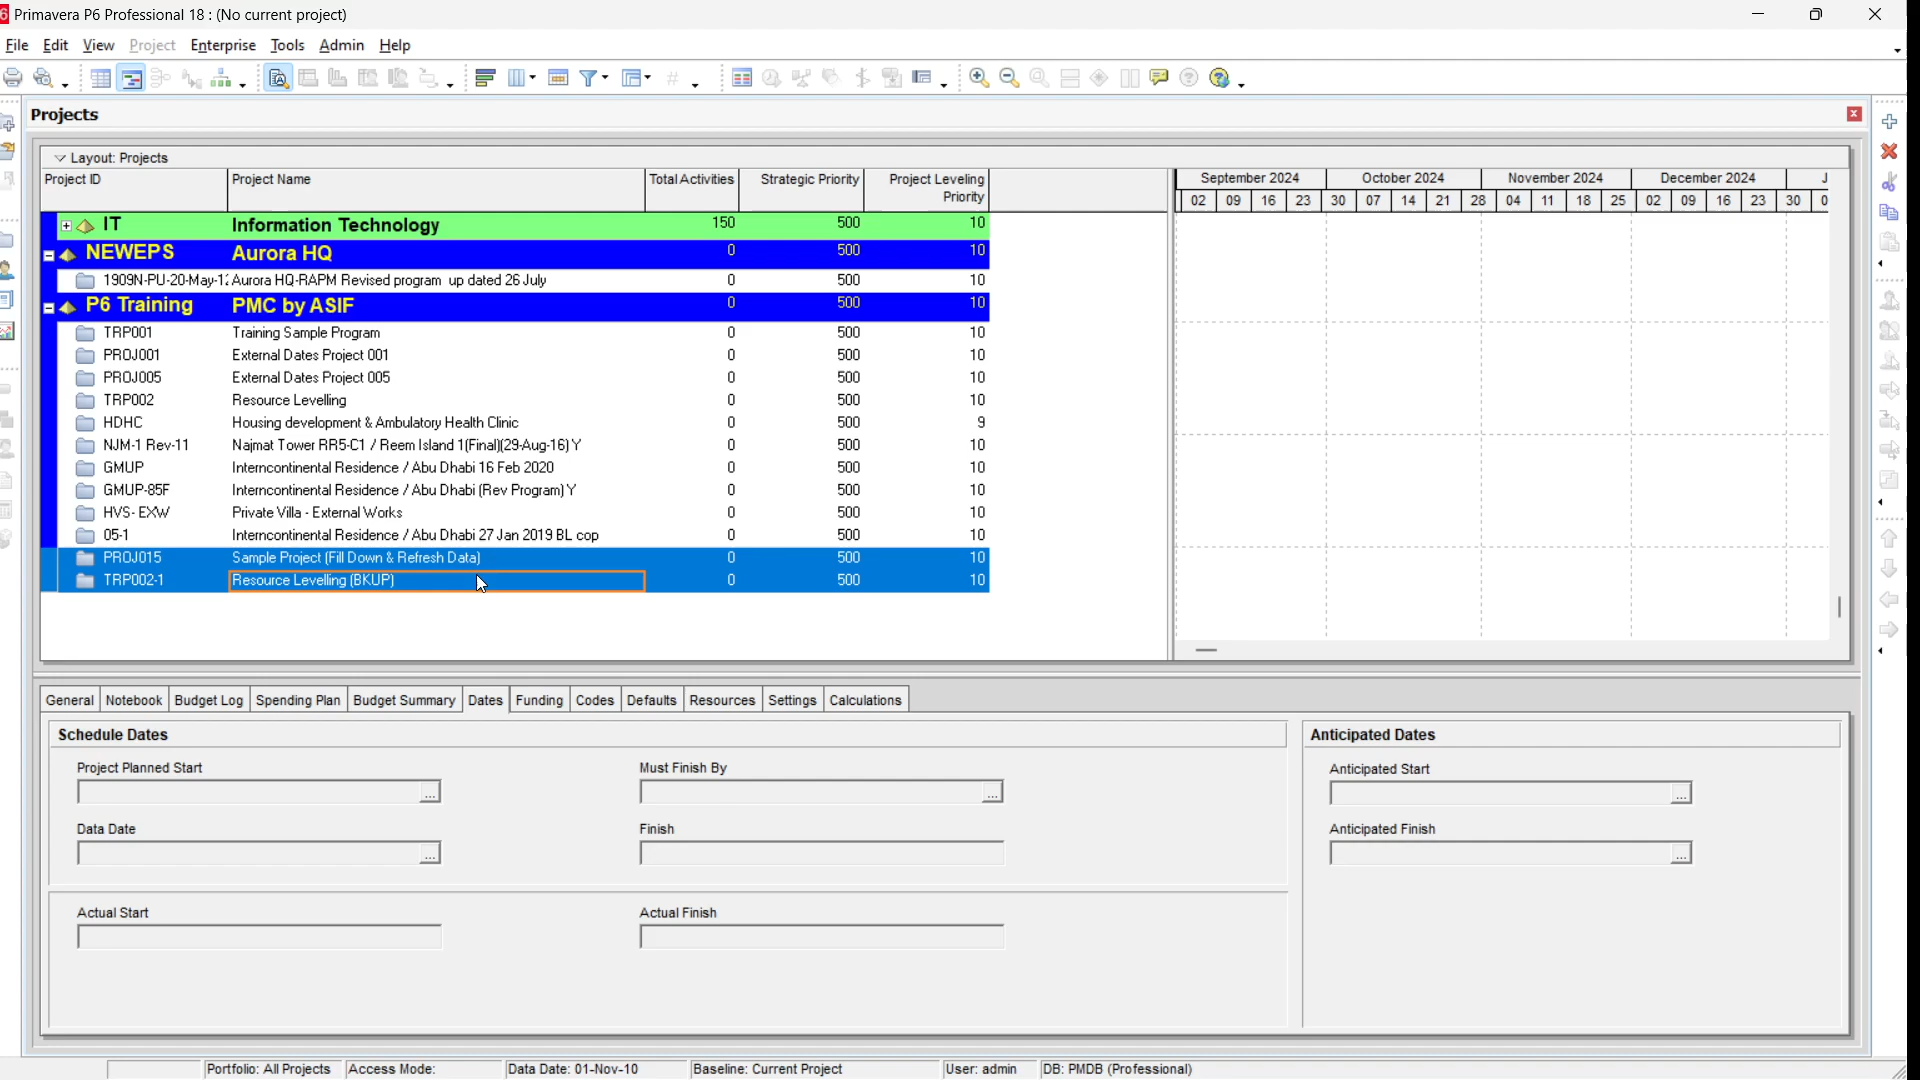 Primavera P6 Professional 18 : (No current project)
File Edit View Project Enterprise Tools Admin Help
Projects
Layout: Projects
Project ID Project Name Total Activities Strategic Priority Project Leveling Priority
September 2024 October 2024 November 2024 December 2024 J
02 09 16 23 30 07 14 21 28 04 11 18 25 02 09 16 23 30 0
IT Information Technology 150 500 10
NEWEPS Aurora HQ 0 500 10
1909N-PU-20-May-12 Aurora HQ-RAPM Revised program up dated 26 July 0 500 10
P6 Training PMC by ASIF 0 500 10
TRP001 Training Sample Program 0 500 10
PROJ001 External Dates Project 001 0 500 10
PROJ005 External Dates Project 005 0 500 10
TRP002 Resource Levelling 0 500 10
HDHC Housing development & Ambulatory Health Clinic 0 500 9
NJM-1 Rev-11 Najmat Tower RR5-C1 / Reem Island 1(Final)(29-Aug-16) Y 0 500 10
GMUP Interncontinental Residence / Abu Dhabi 16 Feb 2020 0 500 10
GMUP-85F Interncontinental Residence / Abu Dhabi (Rev Program) Y 0 500 10
HVS- EXW Private Villa - External Works 0 500 10
05-1 Interncontinental Residence / Abu Dhabi 27 Jan 2019 BL cop 0 500 10
PROJ015 Sample Project (Fill Down & Refresh Data) 0 500 10
TRP002-1 Resource Levelling (BKUP) 0 500 10
General Notebook Budget Log Spending Plan Budget Summary Dates Funding Codes Defaults Resources Settings Calculations
Schedule Dates Anticipated Dates
Project Planned Start Must Finish By Anticipated Start
... ... ...
Data Date Finish Anticipated Finish
... ...
Actual Start Actual Finish
Portfolio: All Projects Access Mode: Data Date: 01-Nov-10 Baseline: Current Project User: admin DB: PMDB (Professional)